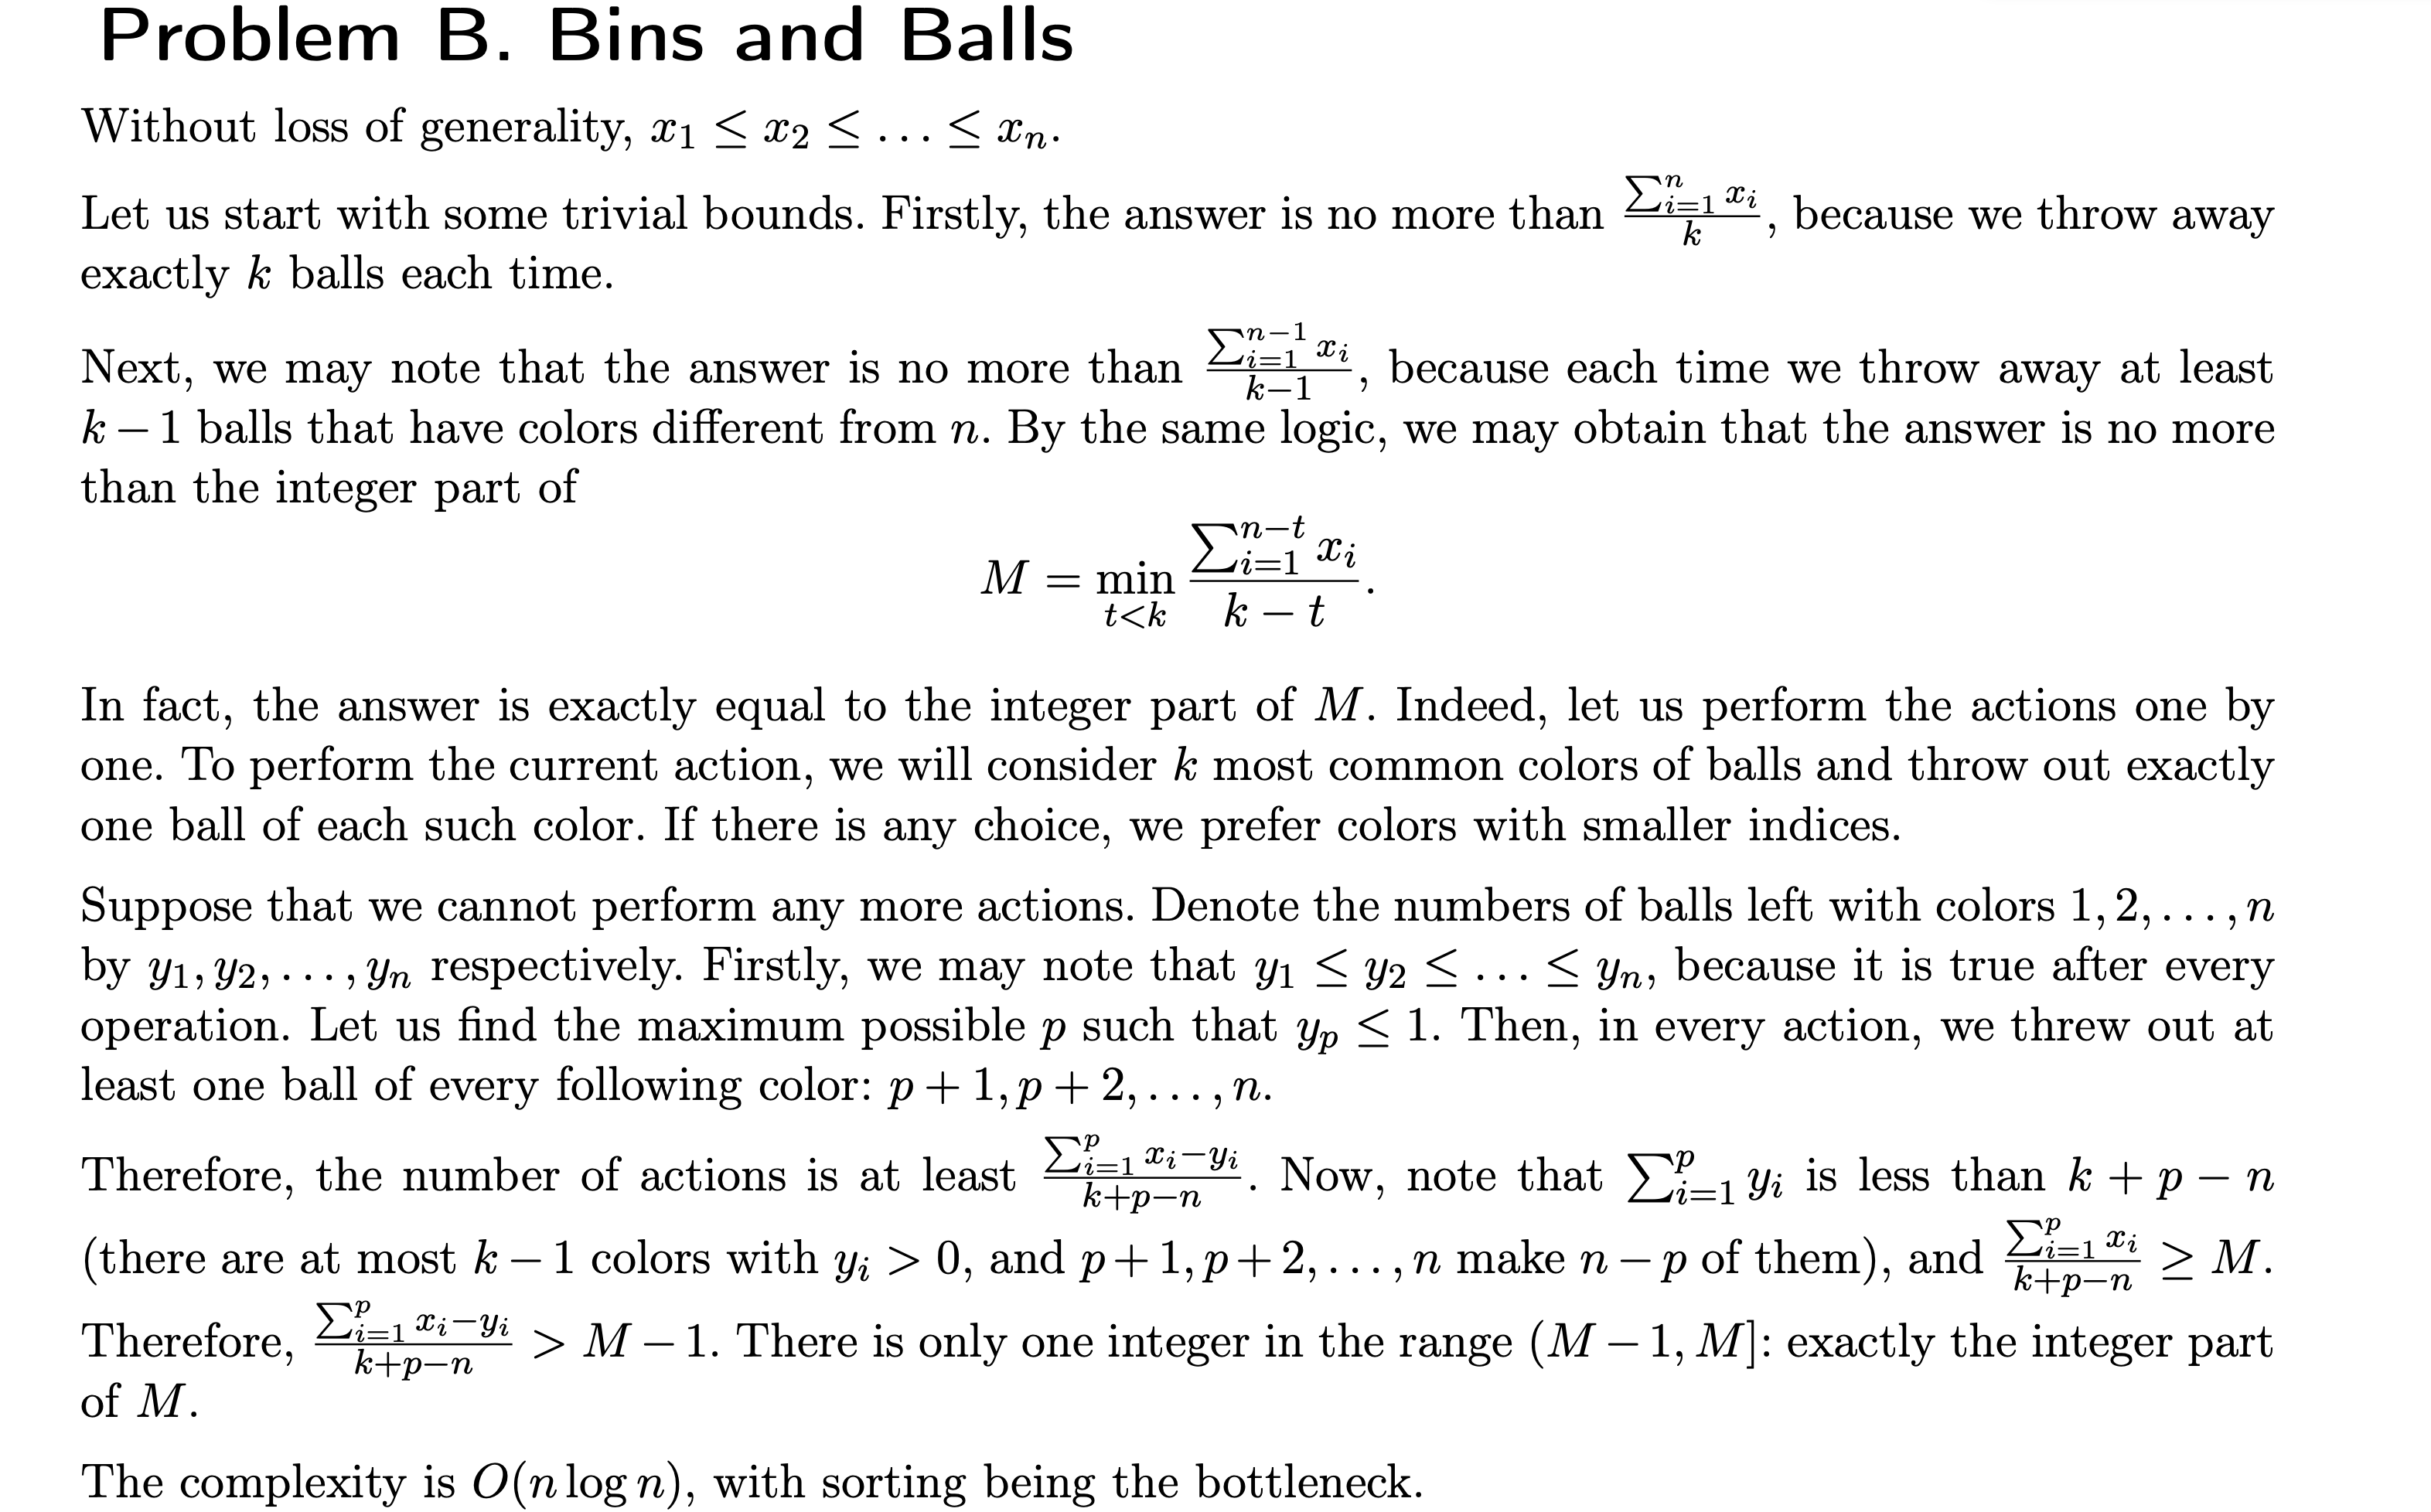 Problem B. Bins and Balls
Without loss of generality, $x_1 \le x_2 \le \ldots \le x_n$.
Let us start with some trivial bounds. Firstly, the answer is no more than $\frac{\sum_{i=1}^{n} x_i}{k}$, because we throw away
exactly $k$ balls each time.
Next, we may note that the answer is no more than $\frac{\sum_{i=1}^{n-1} x_i}{k-1}$, because each time we throw away at least
$k-1$ balls that have colors different from $n$. By the same logic, we may obtain that the answer is no more
than the integer part of
$M = \min_{t<k} \frac{\sum_{i=1}^{n-t} x_i}{k-t}.$
In fact, the answer is exactly equal to the integer part of $M$. Indeed, let us perform the actions one by
one. To perform the current action, we will consider $k$ most common colors of balls and throw out exactly
one ball of each such color. If there is any choice, we prefer colors with smaller indices.
Suppose that we cannot perform any more actions. Denote the numbers of balls left with colors $1, 2, \ldots, n$
by $y_1, y_2, \ldots, y_n$ respectively. Firstly, we may note that $y_1 \le y_2 \le \ldots \le y_n$, because it is true after every
operation. Let us find the maximum possible $p$ such that $y_p \le 1$. Then, in every action, we threw out at
least one ball of every following color: $p+1, p+2, \ldots, n$.
Therefore, the number of actions is at least $\frac{\sum_{i=1}^{p} x_i - y_i}{k+p-n}$. Now, note that $\sum_{i=1}^{p} y_i$ is less than $k+p-n$
(there are at most $k-1$ colors with $y_i > 0$, and $p+1, p+2, \ldots, n$ make $n-p$ of them), and $\frac{\sum_{i=1}^{p} x_i}{k+p-n} \ge M$.
Therefore, $\frac{\sum_{i=1}^{p} x_i - y_i}{k+p-n} > M-1$. There is only one integer in the range $(M-1, M]$: exactly the integer part
of $M$.
The complexity is $O(n \log n)$, with sorting being the bottleneck.